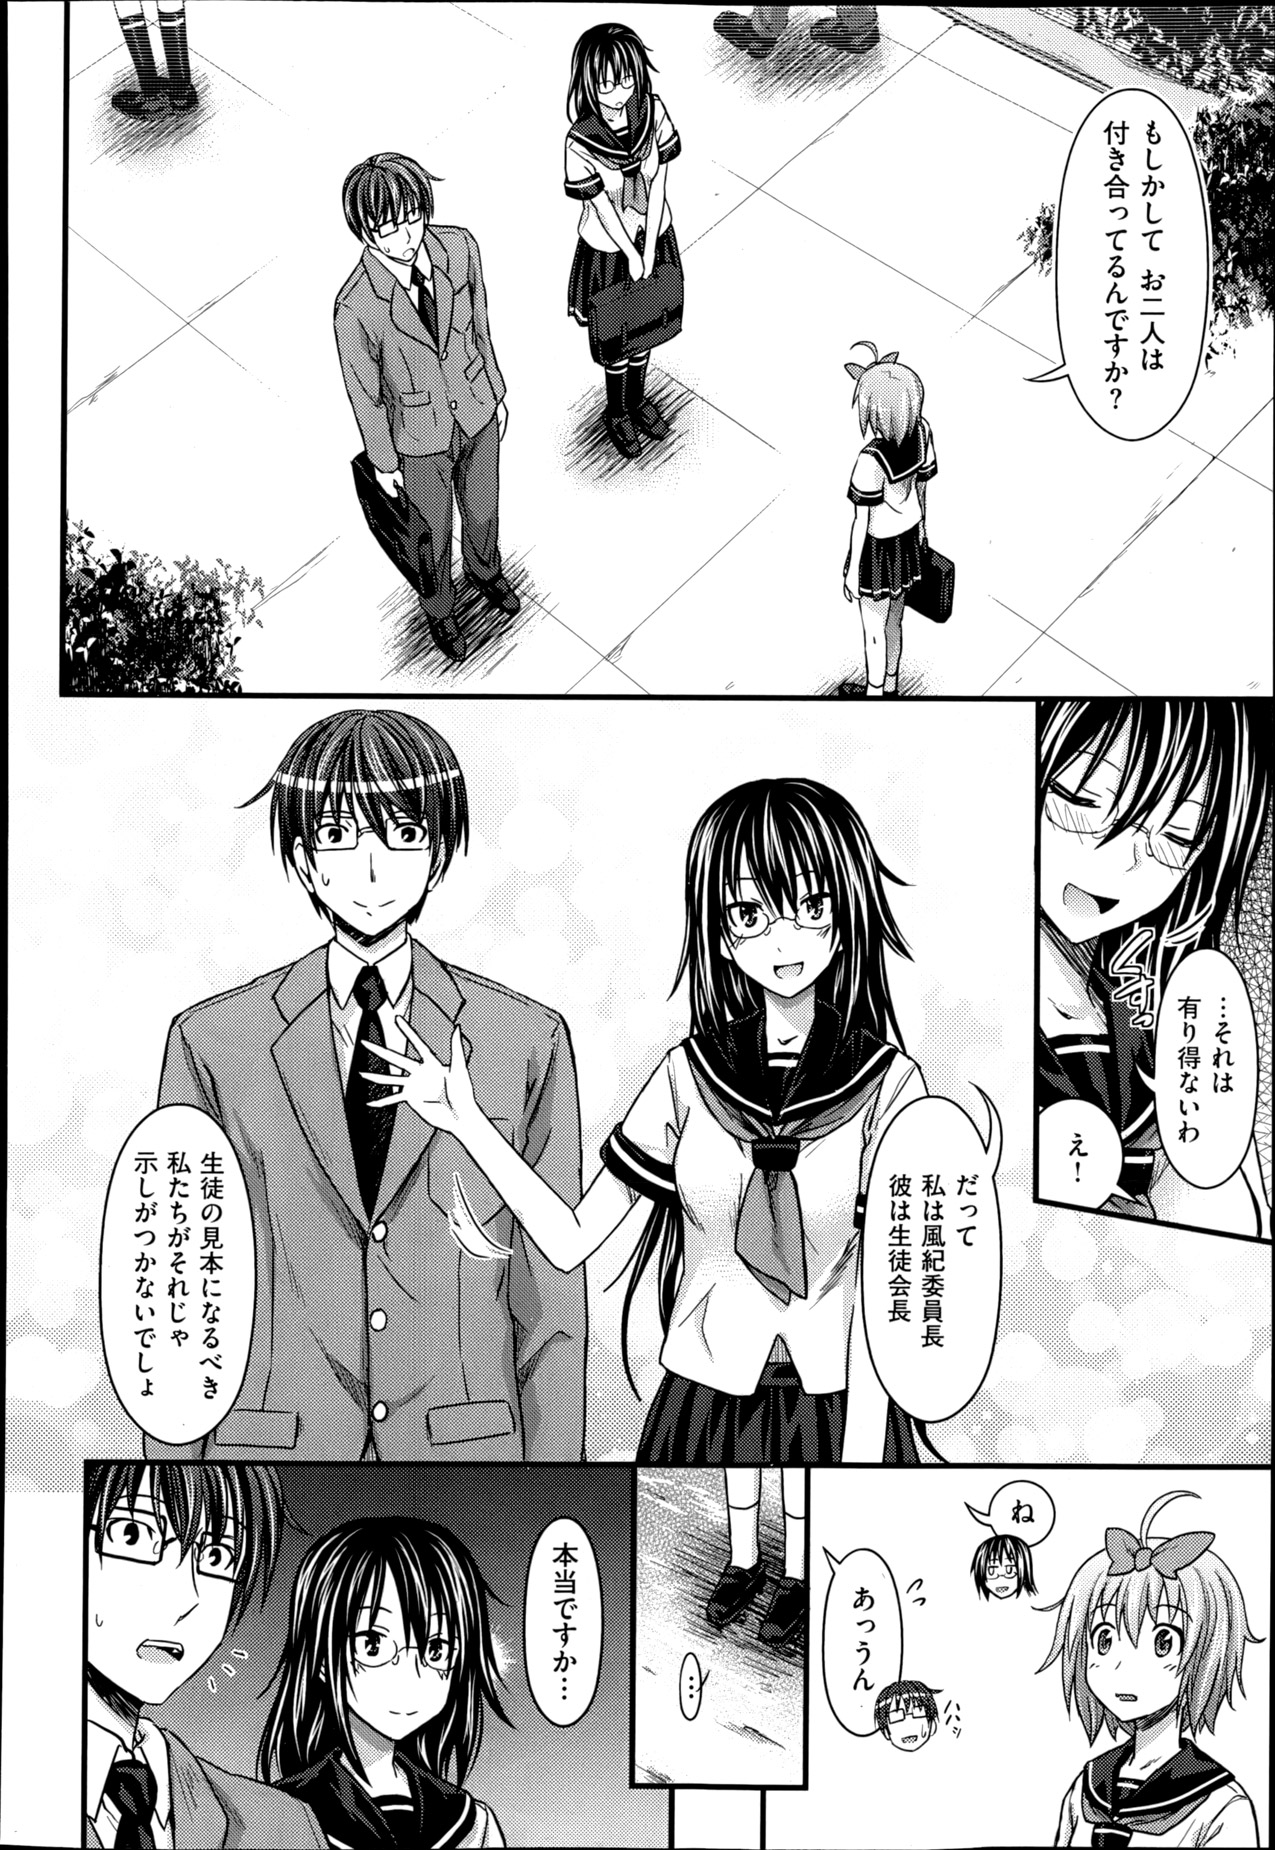 もしかして お二人は
付き合ってるんですか？
…それは
有り得ないわ
くすっ
え！
だって
私は風紀委員長
彼は生徒会長
生徒の見本になるべき
私たちがそれじゃ
示しがつかないでしょ
ね
あっうん
ハハッ
…
本当ですか…